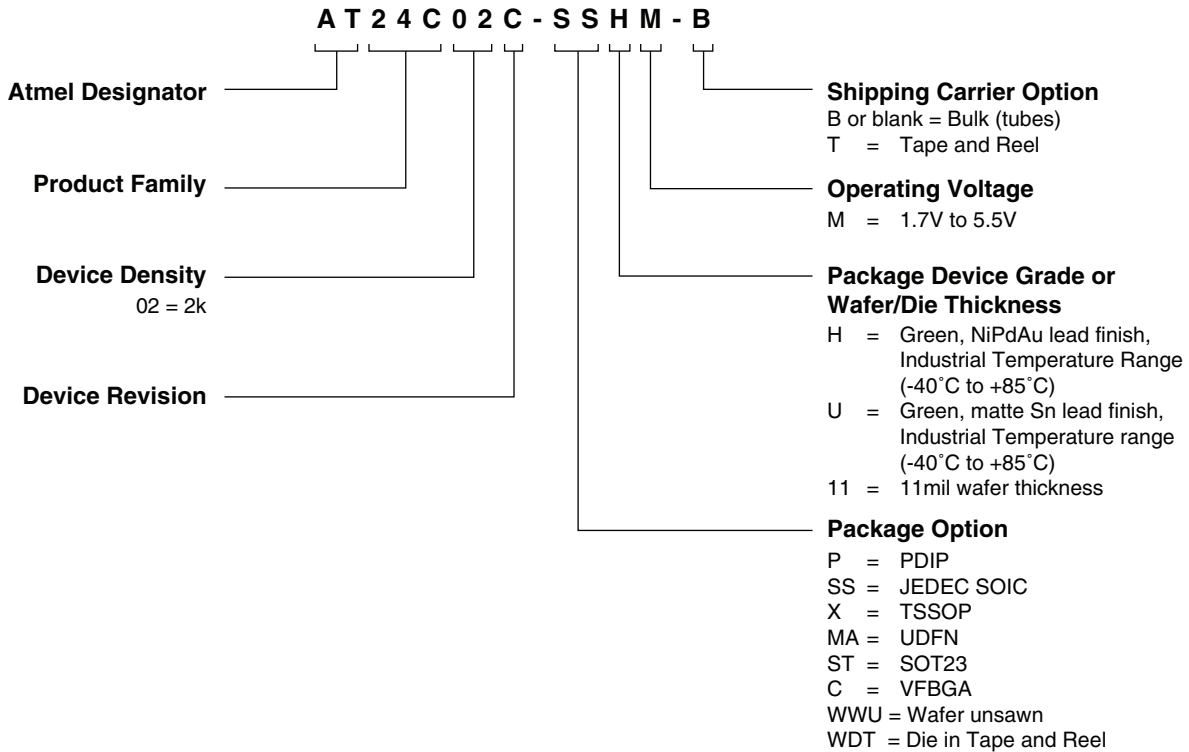 A T 2 4 C 0 2 C - S S H M - B
Atmel Designator
Product Family
Device Density
02 = 2k
Device Revision
Shipping Carrier Option
B or blank = Bulk (tubes)
T = Tape and Reel
Operating Voltage
M = 1.7V to 5.5V
Package Device Grade or
Wafer/Die Thickness
H = Green, NiPdAu lead finish,
Industrial Temperature Range
(-40˚C to +85˚C)
U = Green, matte Sn lead finish,
Industrial Temperature range
(-40˚C to +85˚C)
11 = 11mil wafer thickness
Package Option
P = PDIP
SS = JEDEC SOIC
X = TSSOP
MA = UDFN
ST = SOT23
C = VFBGA
WWU = Wafer unsawn
WDT = Die in Tape and Reel